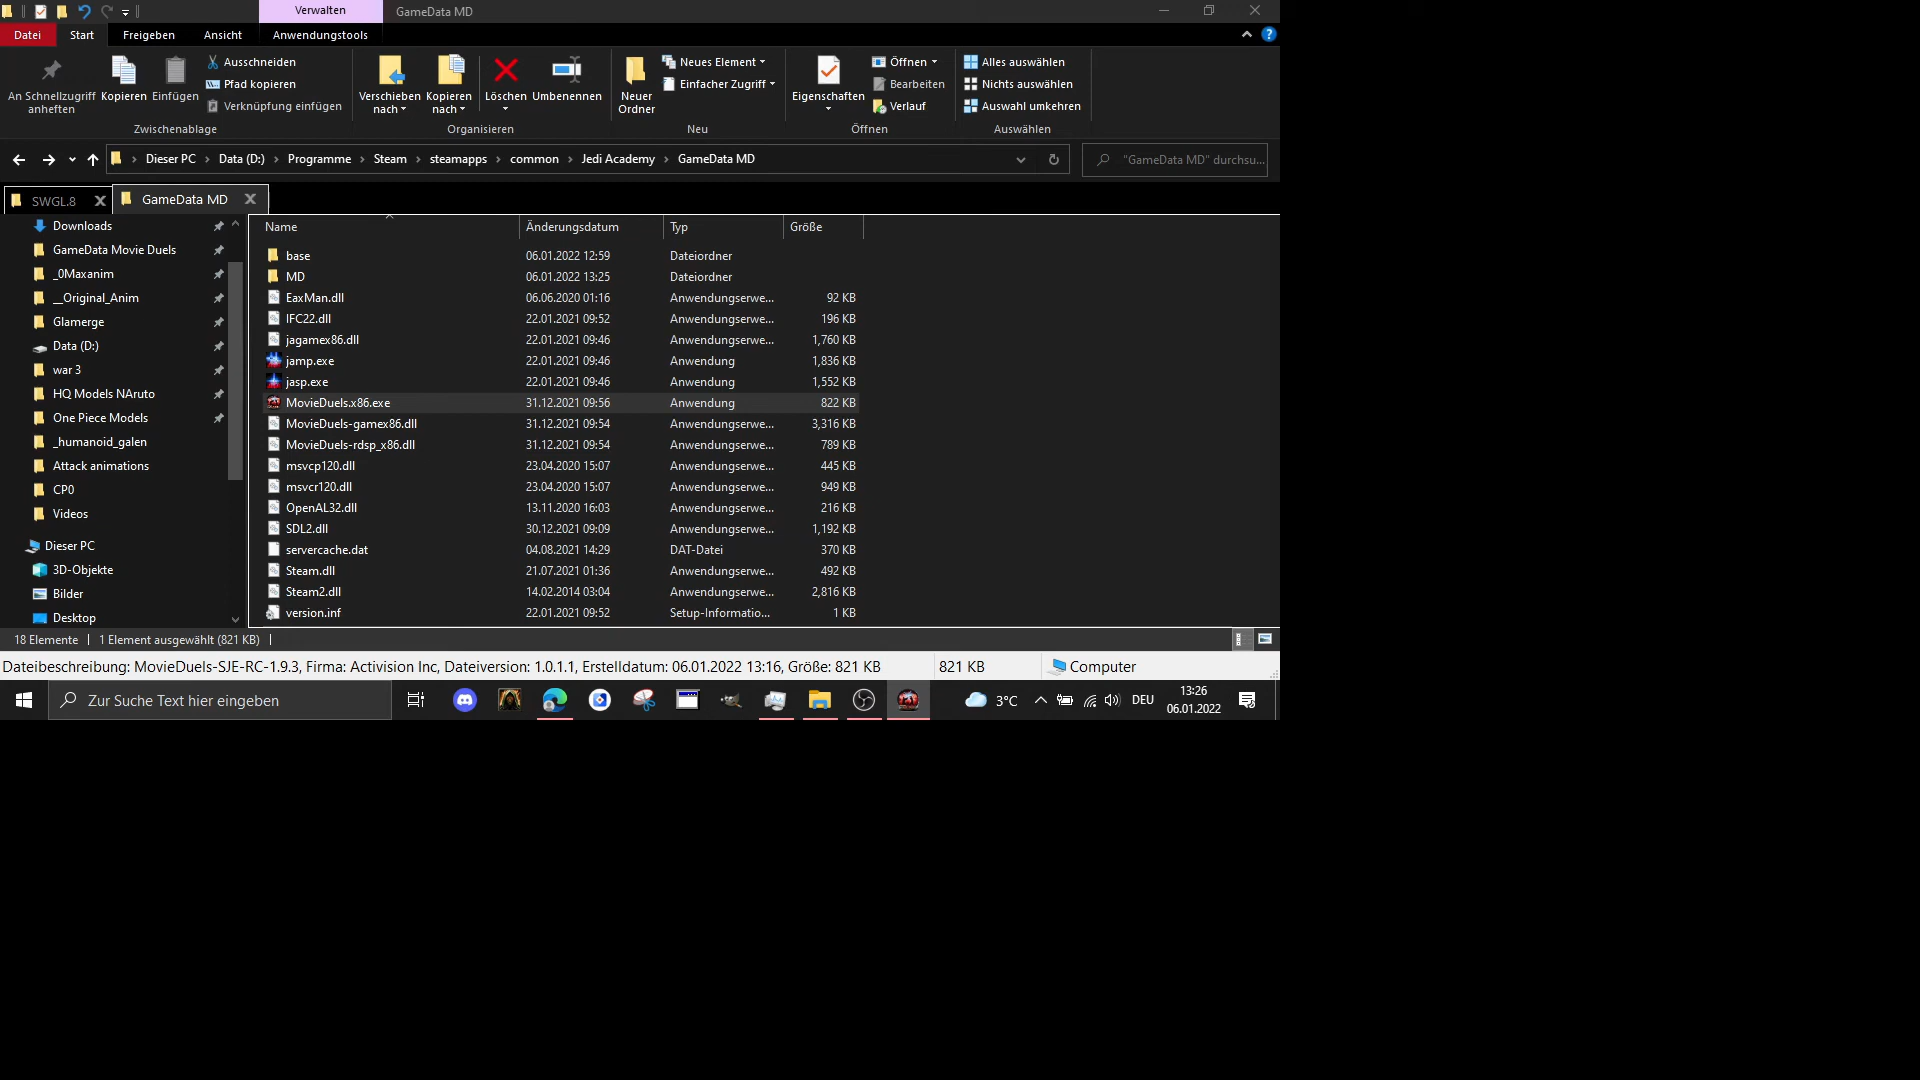 Verwalten
GameData MD
Datei Start Freigeben Ansicht Anwendungstools
An Schnellzugriff anheften
Kopieren
Einfügen
Ausschneiden
Pfad kopieren
Verknüpfung einfügen
Zwischenablage
Verschieben nach
Kopieren nach
Löschen
Umbenennen
Organisieren
Neuer Ordner
Neues Element
Einfacher Zugriff
Neu
Eigenschaften
Öffnen
Bearbeiten
Verlauf
Öffnen
Alles auswählen
Nichts auswählen
Auswahl umkehren
Auswählen
Dieser PC > Data (D:) > Programme > Steam > steamapps > common > Jedi Academy > GameData MD
"GameData MD" durchsu...
SWGL.8
GameData MD
Downloads
GameData Movie Duels
_0Maxanim
__Original_Anim
Glamerge
Data (D:)
war 3
HQ Models NAruto
One Piece Models
_humanoid_galen
Attack animations
CP0
Videos
Dieser PC
3D-Objekte
Bilder
Desktop
Name Änderungsdatum Typ Größe
base 06.01.2022 12:59 Dateiordner
MD 06.01.2022 13:25 Dateiordner
EaxMan.dll 06.06.2020 01:16 Anwendungserwe... 92 KB
IFC22.dll 22.01.2021 09:52 Anwendungserwe... 196 KB
jagamex86.dll 22.01.2021 09:46 Anwendungserwe... 1,760 KB
jamp.exe 22.01.2021 09:46 Anwendung 1,836 KB
jasp.exe 22.01.2021 09:46 Anwendung 1,552 KB
MovieDuels.x86.exe 31.12.2021 09:56 Anwendung 822 KB
MovieDuels-gamex86.dll 31.12.2021 09:54 Anwendungserwe... 3,316 KB
MovieDuels-rdsp_x86.dll 31.12.2021 09:54 Anwendungserwe... 789 KB
msvcp120.dll 23.04.2020 15:07 Anwendungserwe... 445 KB
msvcr120.dll 23.04.2020 15:07 Anwendungserwe... 949 KB
OpenAL32.dll 13.11.2020 16:03 Anwendungserwe... 216 KB
SDL2.dll 30.12.2021 09:09 Anwendungserwe... 1,192 KB
servercache.dat 04.08.2021 14:29 DAT-Datei 370 KB
Steam.dll 21.07.2021 01:36 Anwendungserwe... 492 KB
Steam2.dll 14.02.2014 03:04 Anwendungserwe... 2,816 KB
version.inf 22.01.2021 09:52 Setup-Informatio... 1 KB
18 Elemente 1 Element ausgewählt (821 KB)
Dateibeschreibung: MovieDuels-SJE-RC-1.9.3, Firma: Activision Inc, Dateiversion: 1.0.1.1, Erstelldatum: 06.01.2022 13:16, Größe: 821 KB 821 KB Computer
Zur Suche Text hier eingeben
3°C
DEU
13:26
06.01.2022